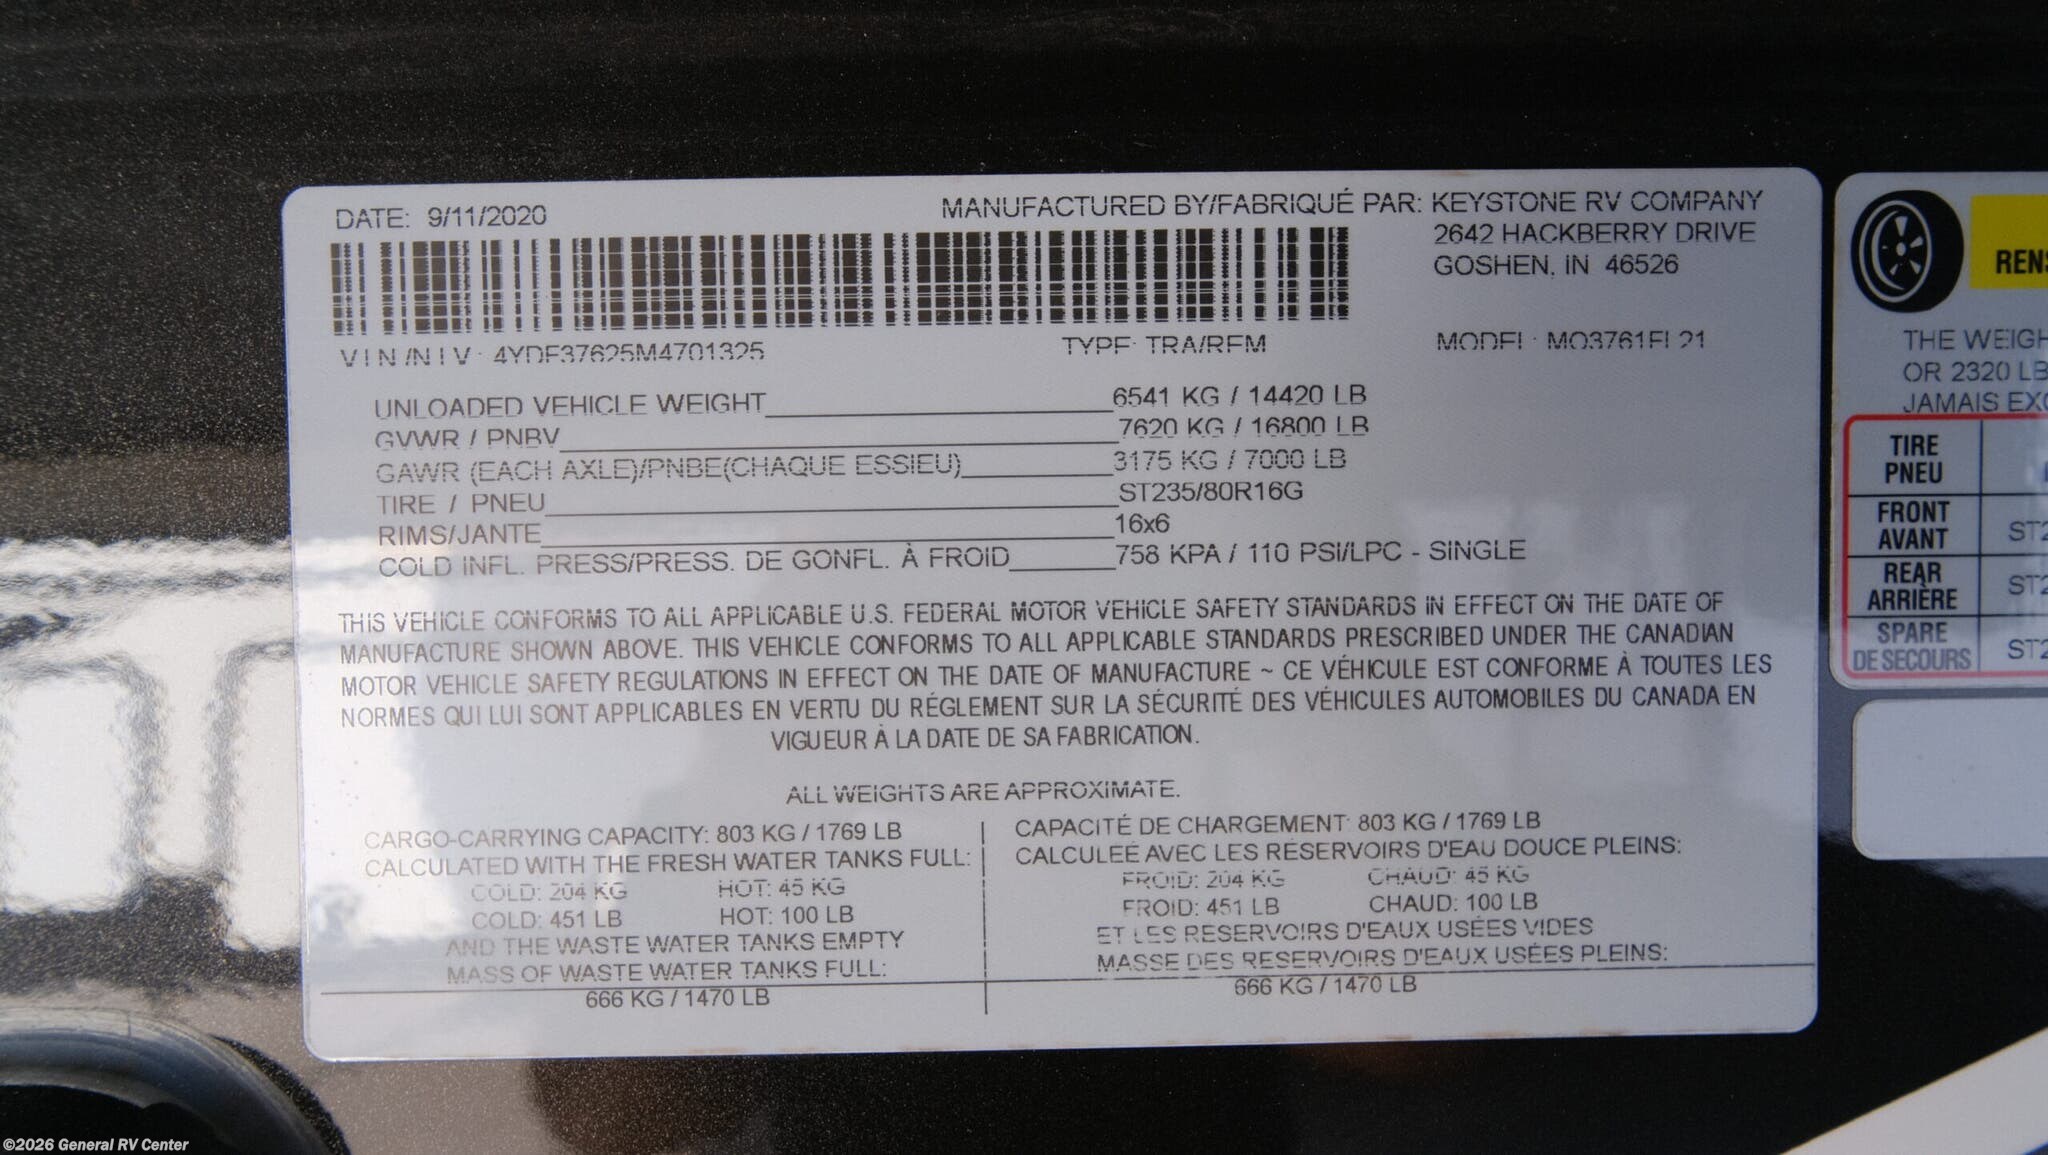 DATE: 9/11/2020
MANUFACTURED BY/FABRIQUÉ PAR: KEYSTONE RV COMPANY
2642 HACKBERRY DRIVE
GOSHEN, IN 46526
V I N /N I V : 4YDF37625M4701325 TYPE: TRA/REM MODEL: MO3761FL21
UNLOADED VEHICLE WEIGHT 6541 KG / 14420 LB
GVWR / PNBV 7620 KG / 16800 LB
GAWR (EACH AXLE)/PNBE(CHAQUE ESSIEU) 3175 KG / 7000 LB
TIRE / PNEU ST235/80R16G
RIMS/JANTE 16x6
COLD INFL. PRESS/PRESS. DE GONFL. À FROID 758 KPA / 110 PSI/LPC - SINGLE
THIS VEHICLE CONFORMS TO ALL APPLICABLE U.S. FEDERAL MOTOR VEHICLE SAFETY STANDARDS IN EFFECT ON THE DATE OF
MANUFACTURE SHOWN ABOVE. THIS VEHICLE CONFORMS TO ALL APPLICABLE STANDARDS PRESCRIBED UNDER THE CANADIAN
MOTOR VEHICLE SAFETY REGULATIONS IN EFFECT ON THE DATE OF MANUFACTURE ~ CE VÉHICULE EST CONFORME À TOUTES LES
NORMES QUI LUI SONT APPLICABLES EN VERTU DU RÉGLEMENT SUR LA SÉCURITÉ DES VÉHICULES AUTOMOBILES DU CANADA EN
VIGUEUR À LA DATE DE SA FABRICATION.
ALL WEIGHTS ARE APPROXIMATE.
CARGO-CARRYING CAPACITY: 803 KG / 1769 LB
CALCULATED WITH THE FRESH WATER TANKS FULL:
COLD: 204 KG HOT: 45 KG
COLD: 451 LB HOT: 100 LB
AND THE WASTE WATER TANKS EMPTY
MASS OF WASTE WATER TANKS FULL:
666 KG / 1470 LB
CAPACITÉ DE CHARGEMENT: 803 KG / 1769 LB
CALCULÉE AVEC LES RÉSERVOIRS D'EAU DOUCE PLEINS:
FROID: 204 KG CHAUD: 45 KG
FROID: 451 LB CHAUD: 100 LB
ET LES RESERVOIRS D'EAUX USÉES VIDES
MASSE DES RESERVOIRS D'EAUX USÉES PLEINS:
666 KG / 1470 LB
THE
OR 2320 LB
JAMAIS
TIRE
PNEU
FRONT
AVANT
REAR
ARRIÈRE
SPARE
DE SECOURS
©2026 General RV Center